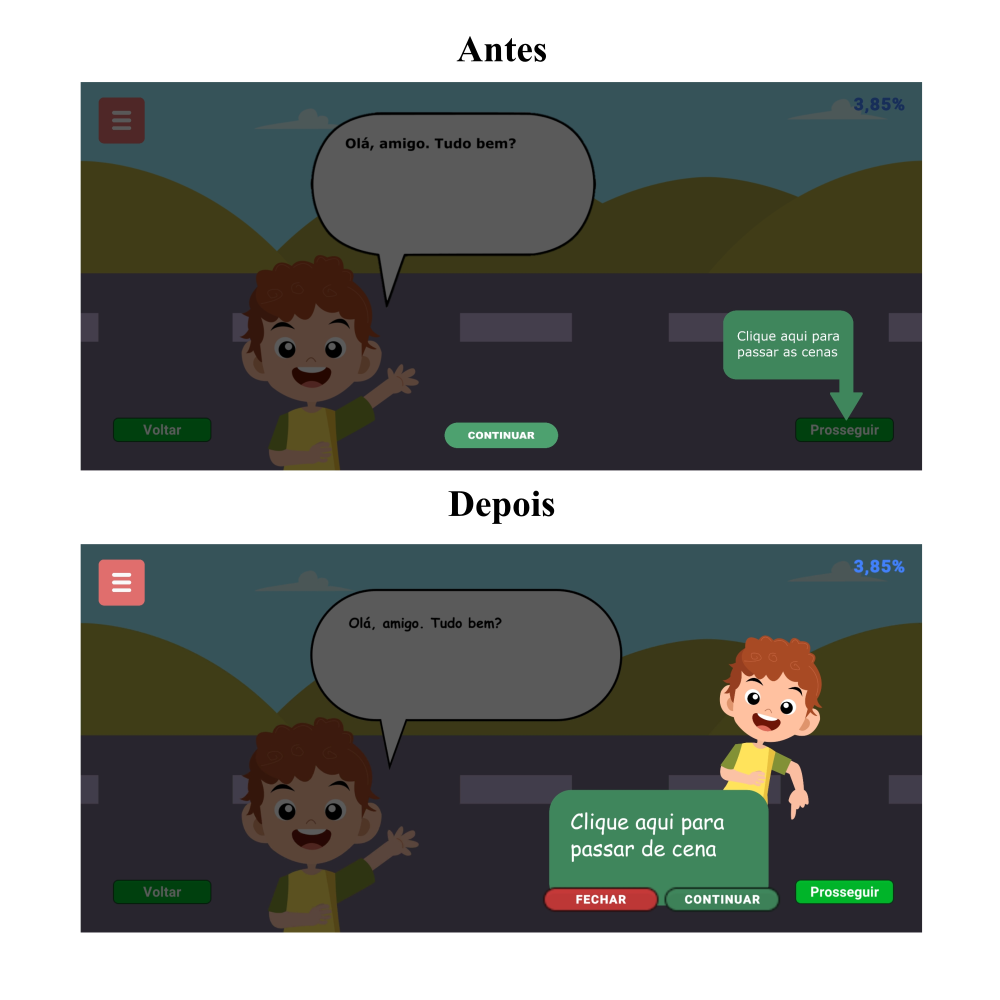 Antes
3,85%
Olá, amigo. Tudo bem?
Clique aqui para
passar as cenas
Voltar
CONTINUAR
Prosseguir
Depois
3,85%
Olá, amigo. Tudo bem?
Clique aqui para
passar de cena
Voltar
FECHAR
CONTINUAR
Prosseguir